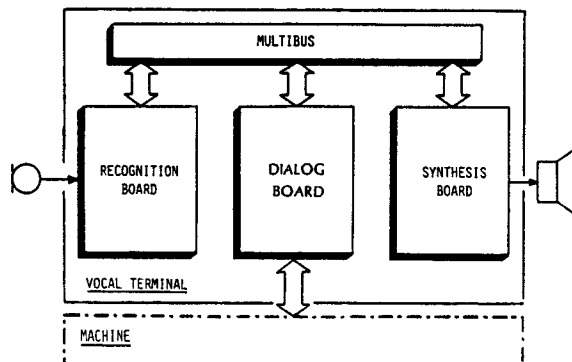 MULTIBUS
RECOGNITION
BOARD
DIALOG
BOARD
SYNTHESIS
BOARD
VOCAL TERMINAL
MACHINE